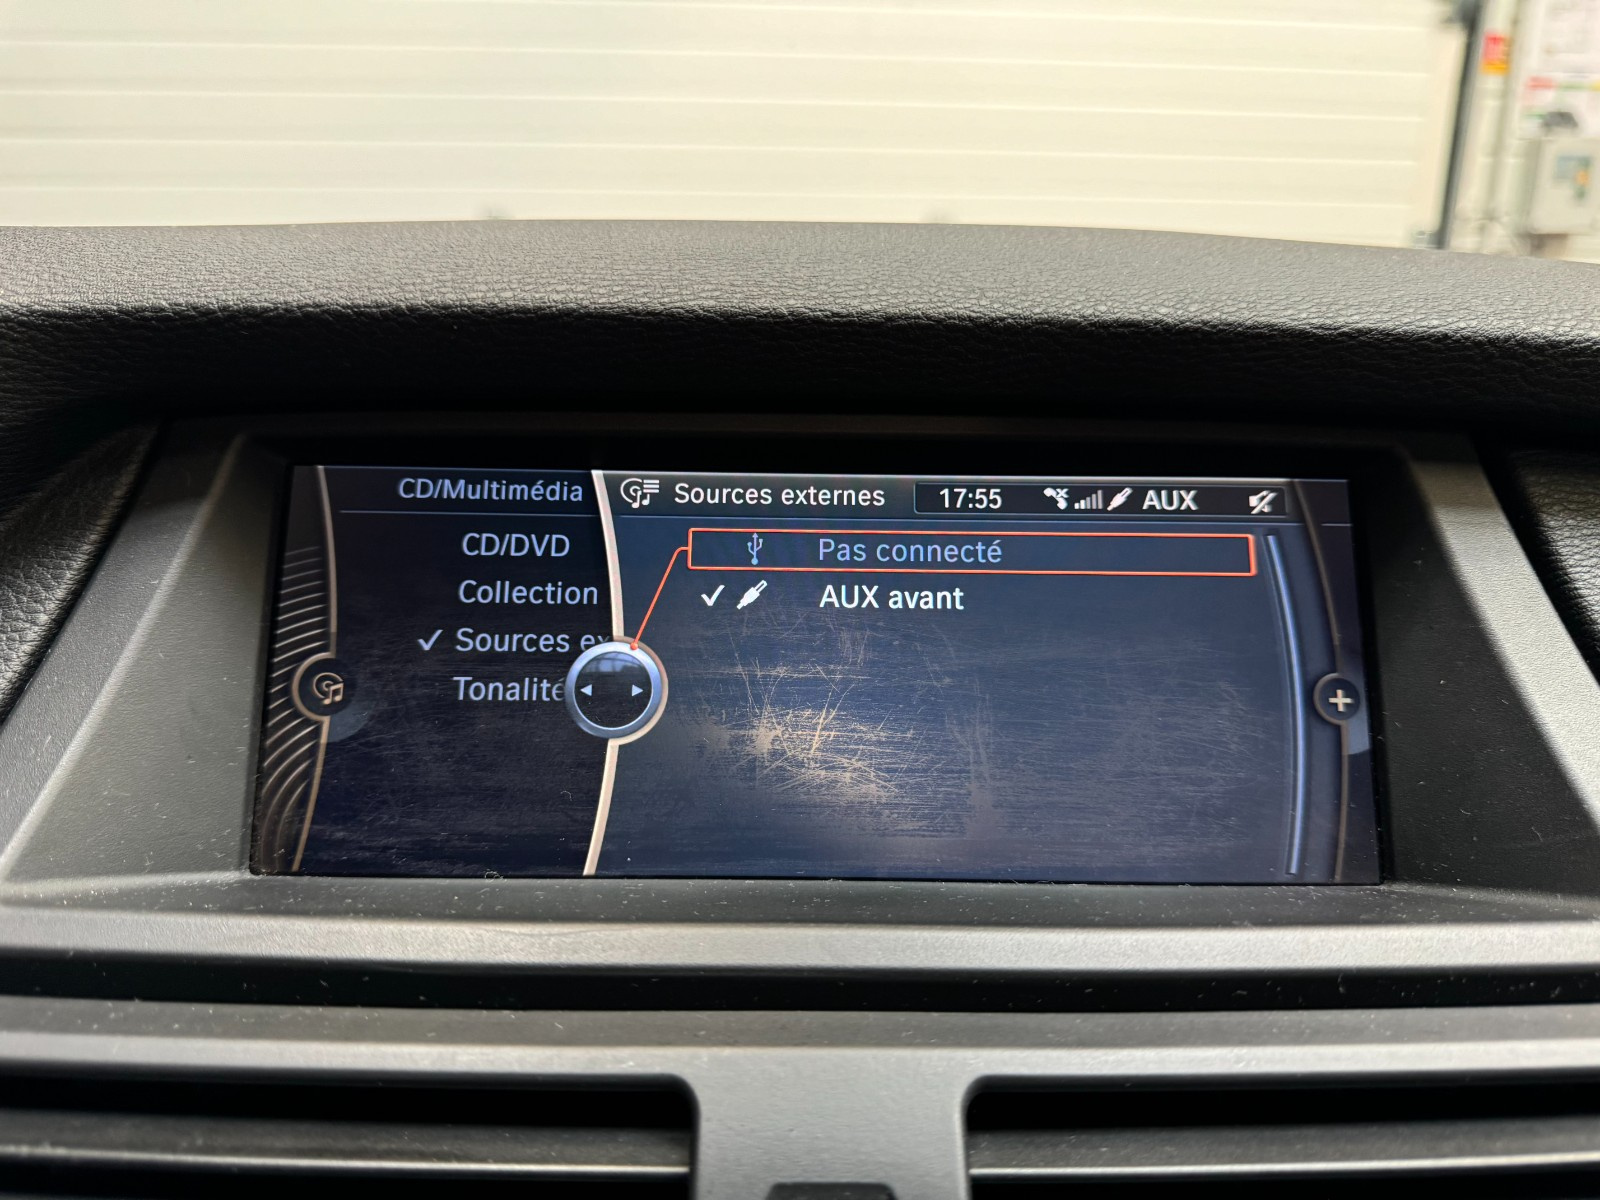 CD/Multimédia
CD/DVD
Collection
Sources ex
Tonalité
Sources externes 17:55 AUX
Pas connecté
AUX avant